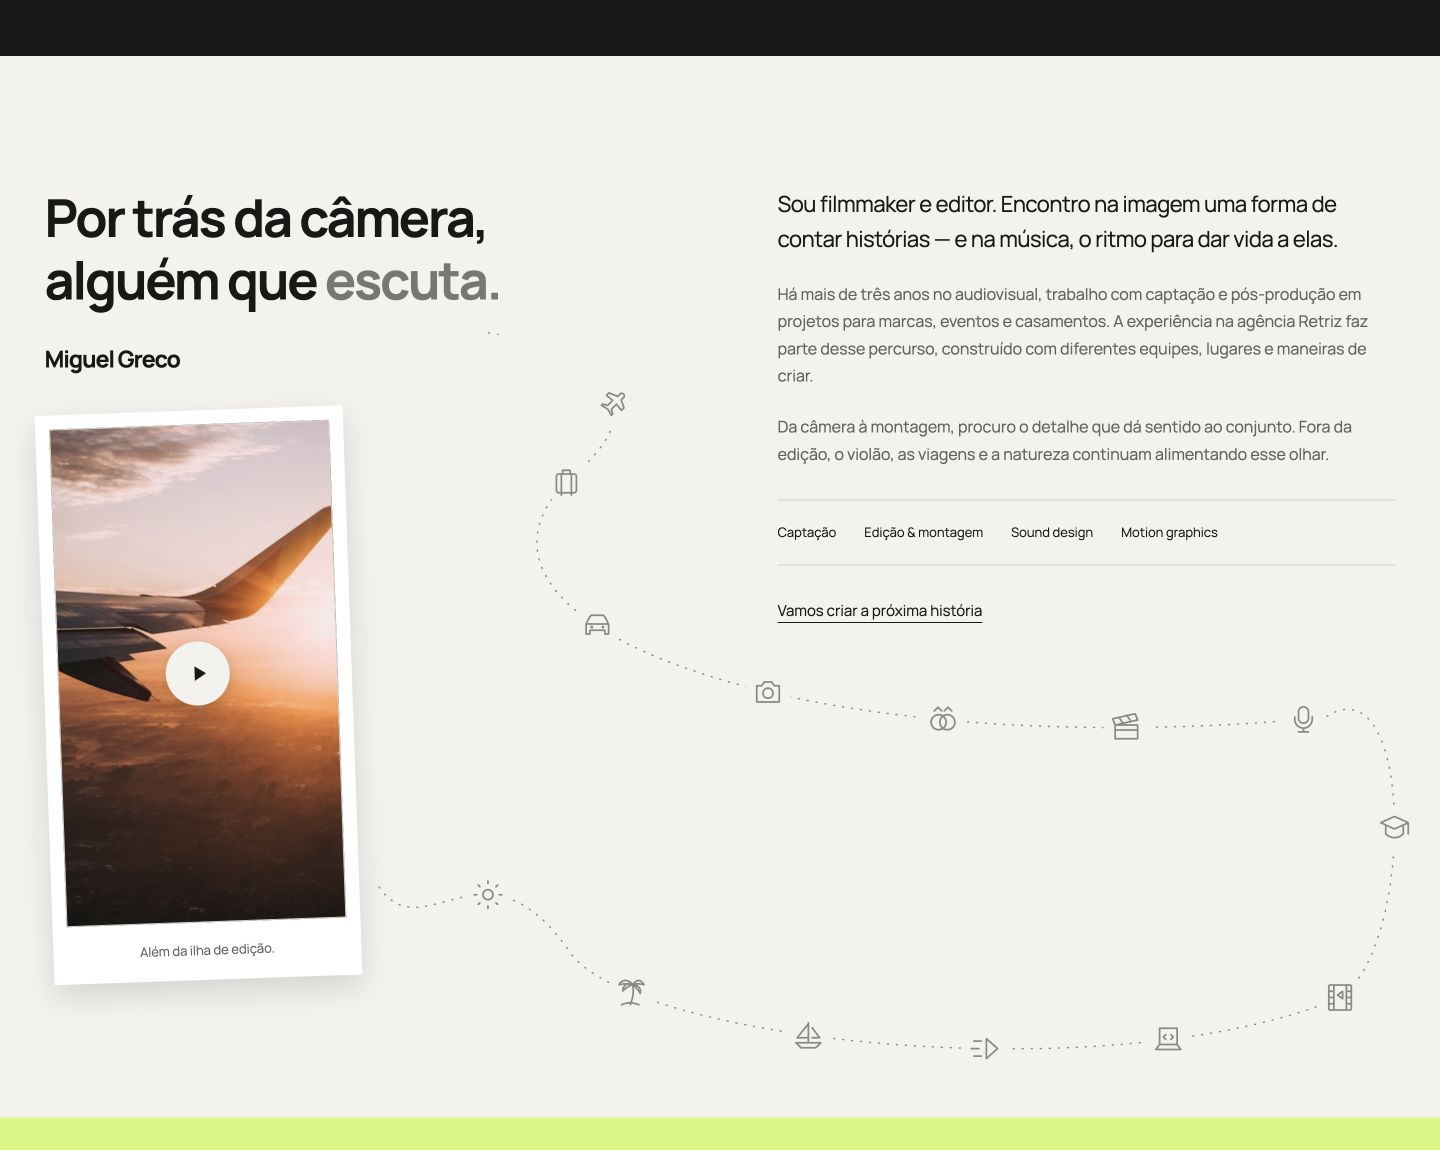 Por trás da câmera,
alguém que escuta.
Miguel Greco
Além da ilha de edição.
Sou filmmaker e editor. Encontro na imagem uma forma de
contar histórias — e na música, o ritmo para dar vida a elas.
Há mais de três anos no audiovisual, trabalho com captação e pós-produção em
projetos para marcas, eventos e casamentos. A experiência na agência Retriz faz
parte desse percurso, construído com diferentes equipes, lugares e maneiras de
criar.
Da câmera à montagem, procuro o detalhe que dá sentido ao conjunto. Fora da
edição, o violão, as viagens e a natureza continuam alimentando esse olhar.
Captação Edição & montagem Sound design Motion graphics
Vamos criar a próxima história